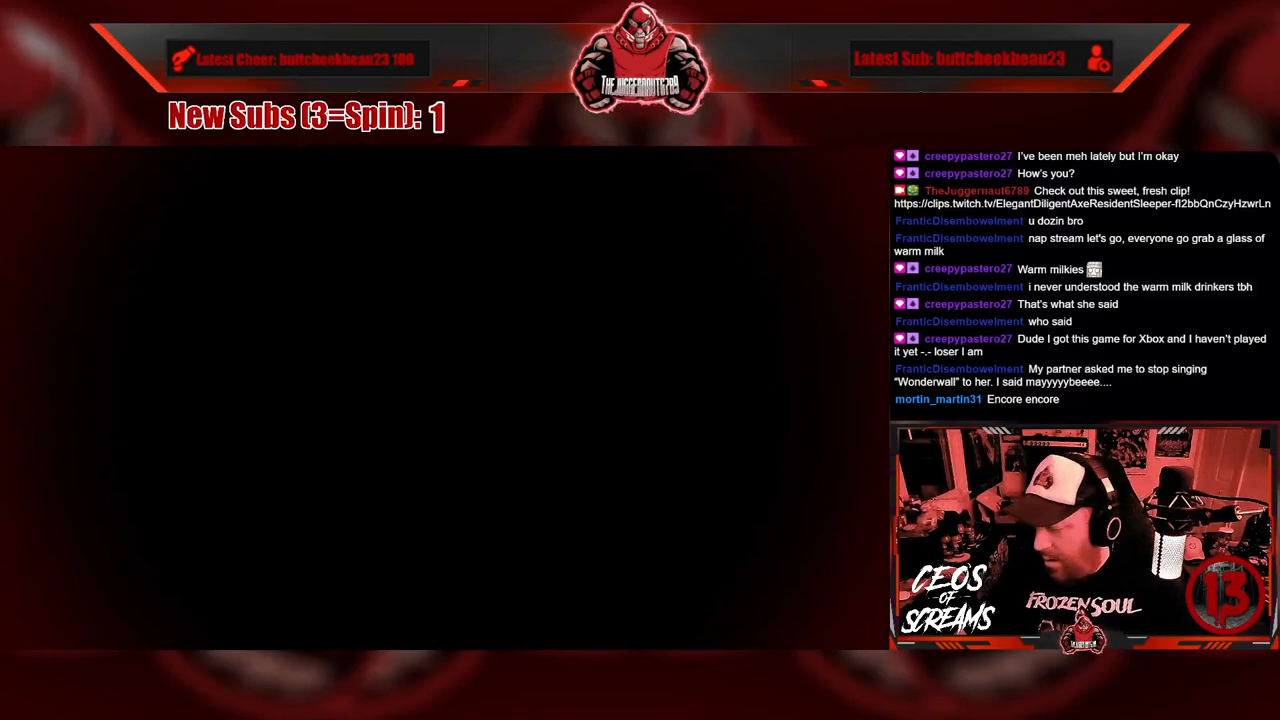 Latest Cheer: buttcheekbeau23 100
THEJUGGERNAUT6789
Latest Sub: buttcheekbeau23
New Subs (3=Spin): 1
creepypastero27 I've been meh lately but I'm okay
creepypastero27 How's you?
TheJuggernaut6789 Check out this sweet, fresh clip!
https://clips.twitch.tv/ElegantDiligentAxeResidentSleeper-fI2bbQnCzyHzwrLn
FranticDisembowelment u dozin bro
FranticDisembowelment nap stream let's go, everyone go grab a glass of
warm milk
creepypastero27 Warm milkies
FranticDisembowelment i never understood the warm milk drinkers tbh
creepypastero27 That's what she said
FranticDisembowelment who said
creepypastero27 Dude I got this game for Xbox and I haven't played
it yet -.- loser I am
FranticDisembowelment My partner asked me to stop singing
“Wonderwall” to her. I said mayyyyybeeee....
mortin_martin31 Encore encore
CEOS
OF
SCREAMS
FROZEN SOUL
13